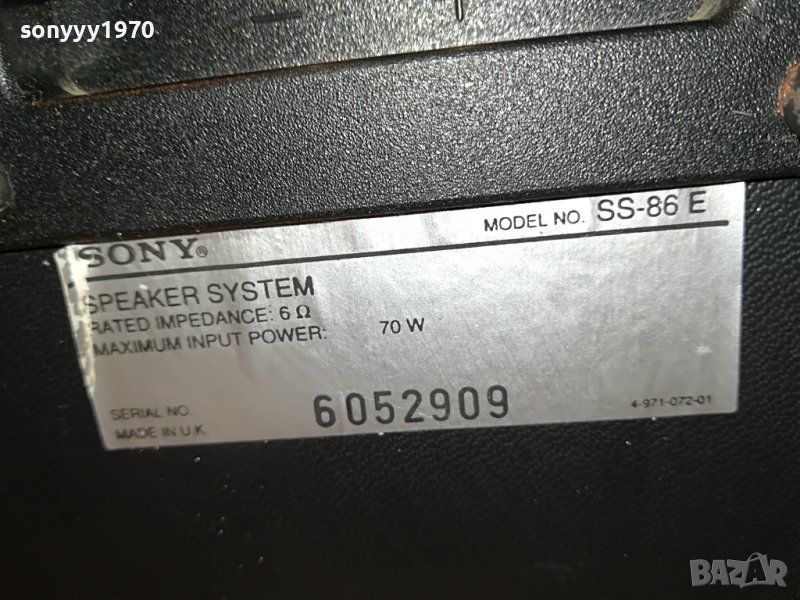 sonyyy1970
SONY®
MODEL NO. SS-86 E
SPEAKER SYSTEM
RATED IMPEDANCE: 6 Ω
MAXIMUM INPUT POWER: 70 W
SERIAL NO. 6052909
MADE IN U.K. 4-971-072-01
BAZAR